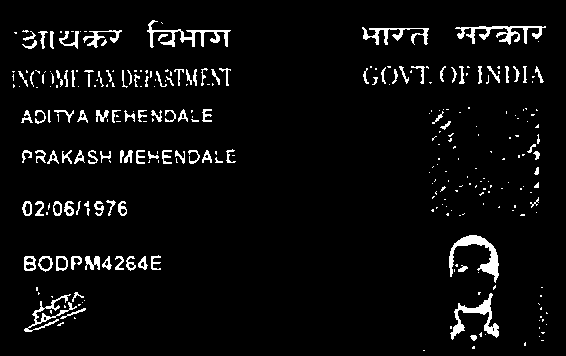 आयकर विभाग
भारत सरकार
INCOME TAX DEPARTMENT
GOVT. OF INDIA
ADITYA MEHENDALE
PRAKASH MEHENDALE
02/06/1976
BODPM4264E